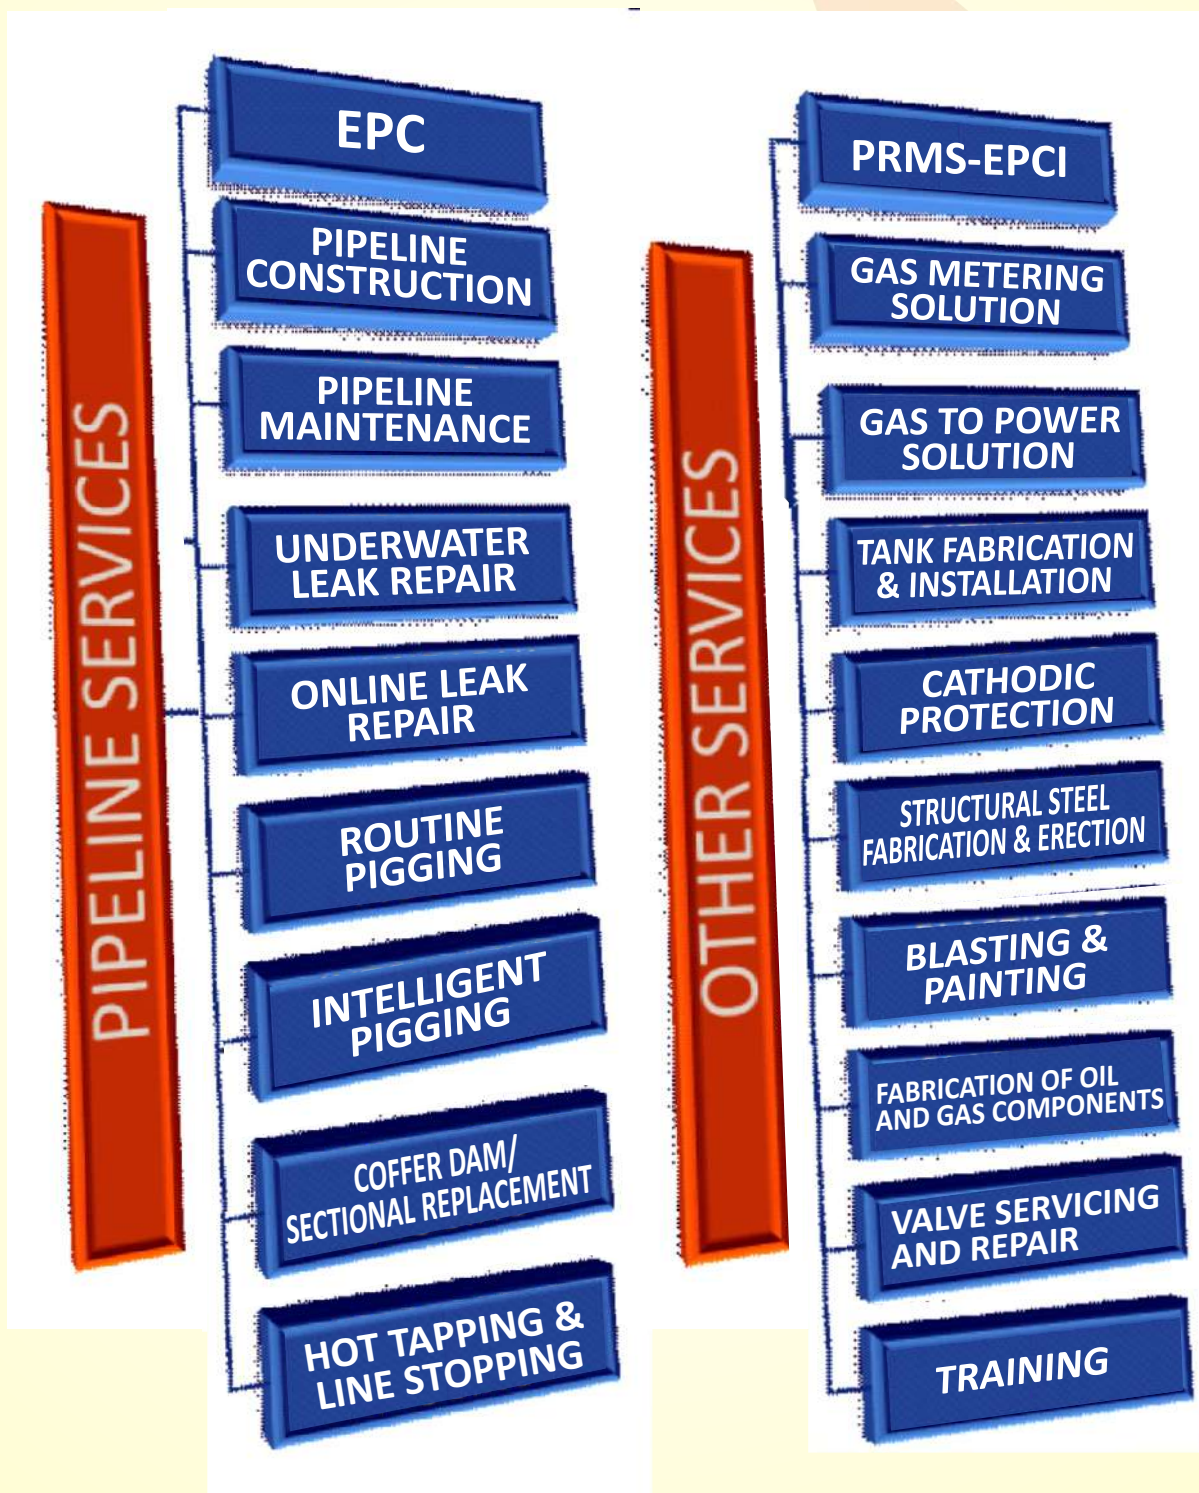 PIPELINE SERVICES
EPC
PIPELINE
CONSTRUCTION
PIPELINE
MAINTENANCE
UNDERWATER
LEAK REPAIR
ONLINE LEAK
REPAIR
ROUTINE
PIGGING
INTELLIGENT
PIGGING
COFFER DAM/
SECTIONAL REPLACEMENT
HOT TAPPING &
LINE STOPPING
OTHER SERVICES
PRMS-EPCI
GAS METERING
SOLUTION
GAS TO POWER
SOLUTION
TANK FABRICATION
& INSTALLATION
CATHODIC
PROTECTION
STRUCTURAL STEEL
FABRICATION & ERECTION
BLASTING &
PAINTING
FABRICATION OF OIL
AND GAS COMPONENTS
VALVE SERVICING
AND REPAIR
TRAINING